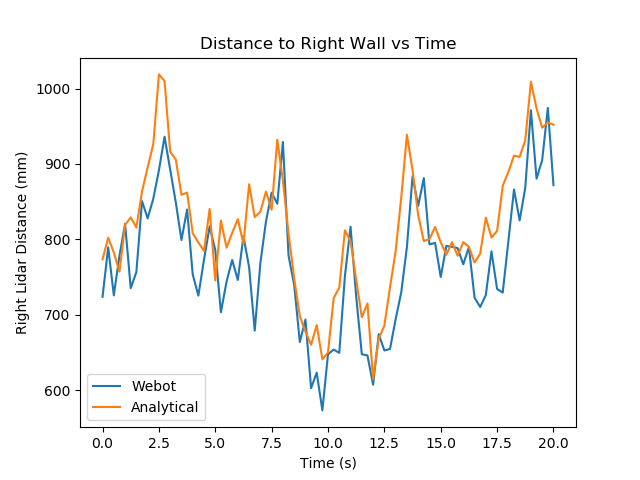 Distance to Right Wall vs Time
Right Lidar Distance (mm)
1000
900
800
700
600
Webot
Analytical
0.0 2.5 5.0 7.5 10.0 12.5 15.0 17.5 20.0
Time (s)